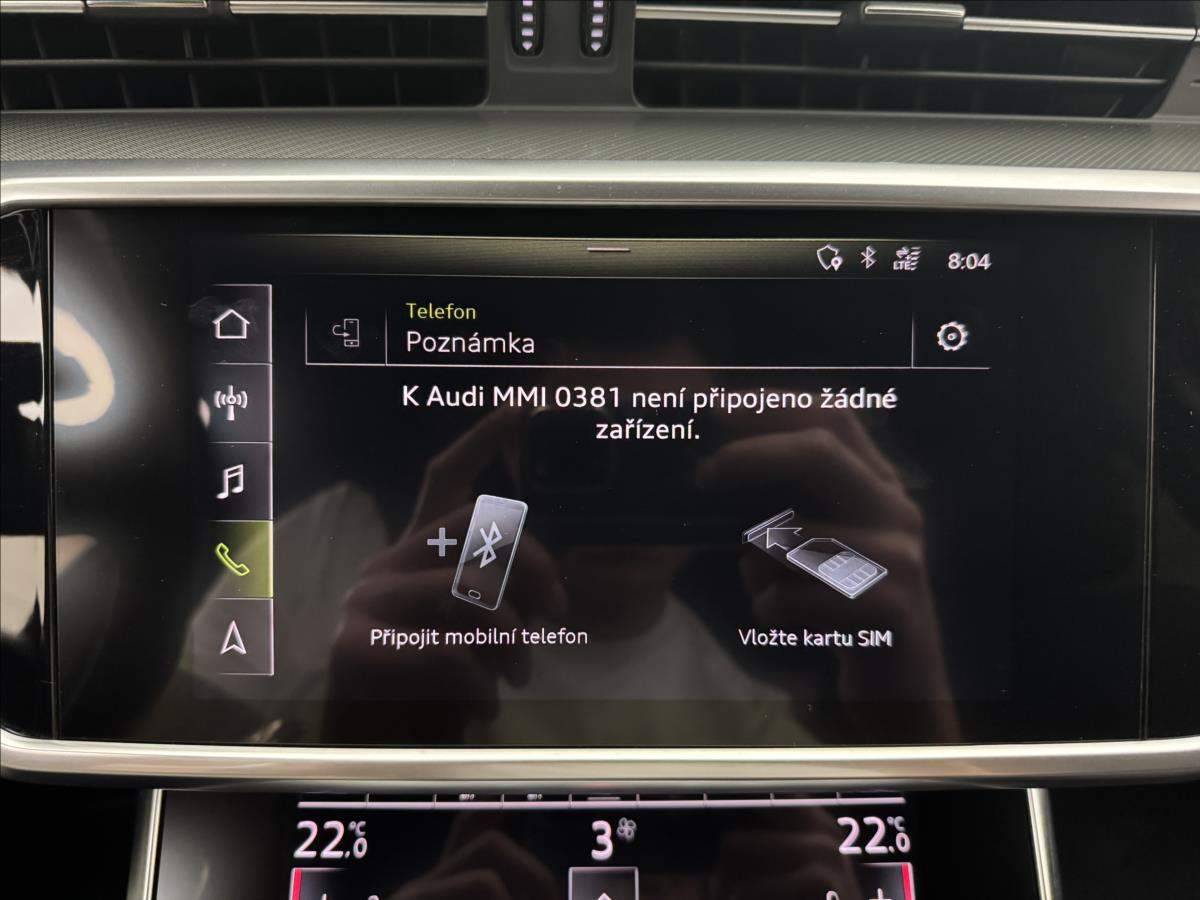 LTE 8:04
Telefon
Poznámka
K Audi MMI 0381 není připojeno žádné
zařízení.
Připojit mobilní telefon
Vložte kartu SIM
22.0 °C 3 22.0 °C